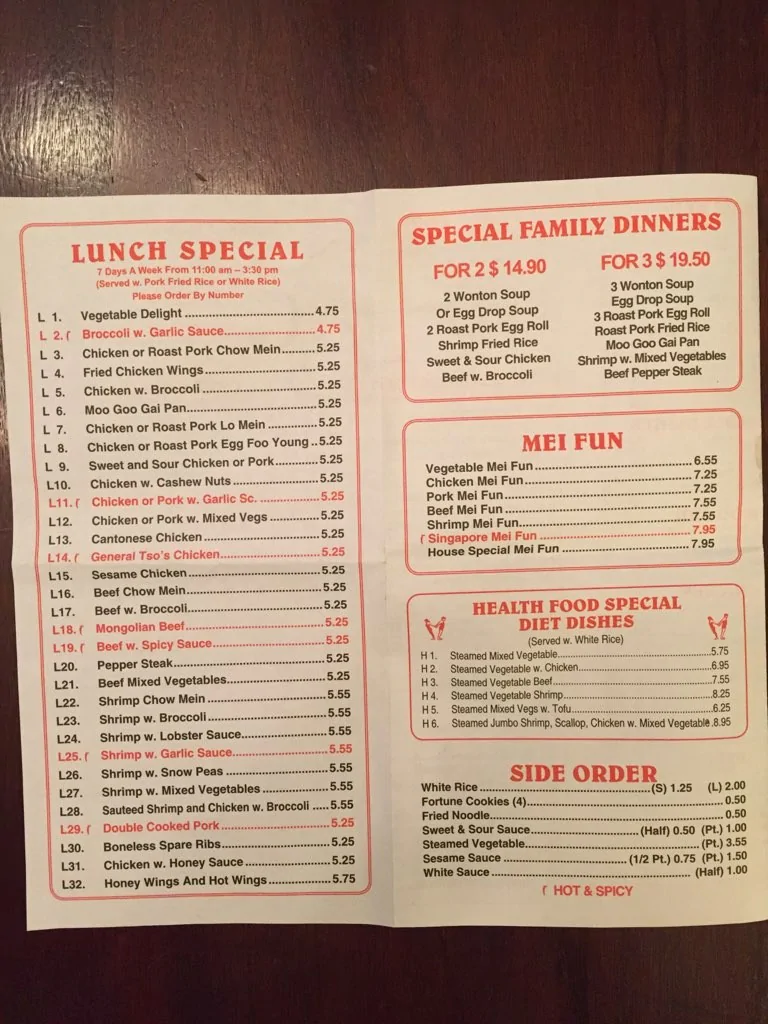 LUNCH SPECIAL
7 Days A Week From 11:00 am – 3:30 pm
(Served w. Pork Fried Rice or White Rice)
Please Order By Number
L 1. Vegetable Delight 4.75
L 2. Broccoli w. Garlic Sauce 4.75
L 3. Chicken or Roast Pork Chow Mein 5.25
L 4. Fried Chicken Wings 5.25
L 5. Chicken w. Broccoli 5.25
L 6. Moo Goo Gai Pan 5.25
L 7. Chicken or Roast Pork Lo Mein 5.25
L 8. Chicken or Roast Pork Egg Foo Young 5.25
L 9. Sweet and Sour Chicken or Pork 5.25
L10. Chicken w. Cashew Nuts 5.25
L11. Chicken or Pork w. Garlic Sc. 5.25
L12. Chicken or Pork w. Mixed Vegs 5.25
L13. Cantonese Chicken 5.25
L14. General Tso's Chicken 5.25
L15. Sesame Chicken 5.25
L16. Beef Chow Mein 5.25
L17. Beef w. Broccoli 5.25
L18. Mongolian Beef 5.25
L19. Beef w. Spicy Sauce 5.25
L20. Pepper Steak 5.25
L21. Beef Mixed Vegetables 5.25
L22. Shrimp Chow Mein 5.55
L23. Shrimp w. Broccoli 5.55
L24. Shrimp w. Lobster Sauce 5.55
L25. Shrimp w. Garlic Sauce 5.55
L26. Shrimp w. Snow Peas 5.55
L27. Shrimp w. Mixed Vegetables 5.55
L28. Sauteed Shrimp and Chicken w. Broccoli 5.55
L29. Double Cooked Pork 5.25
L30. Boneless Spare Ribs 5.25
L31. Chicken w. Honey Sauce 5.25
L32. Honey Wings And Hot Wings 5.75
SPECIAL FAMILY DINNERS
FOR 2 $ 14.90
2 Wonton Soup
Or Egg Drop Soup
2 Roast Pork Egg Roll
Shrimp Fried Rice
Sweet & Sour Chicken
Beef w. Broccoli
FOR 3 $ 19.50
3 Wonton Soup
Egg Drop Soup
3 Roast Pork Egg Roll
Roast Pork Fried Rice
Moo Goo Gai Pan
Shrimp w. Mixed Vegetables
Beef Pepper Steak
MEI FUN
Vegetable Mei Fun 6.55
Chicken Mei Fun 7.25
Pork Mei Fun 7.25
Beef Mei Fun 7.55
Shrimp Mei Fun 7.55
Singapore Mei Fun 7.95
House Special Mei Fun 7.95
HEALTH FOOD SPECIAL
DIET DISHES
(Served w. White Rice)
H 1. Steamed Mixed Vegetable 5.75
H 2. Steamed Vegetable w. Chicken 6.95
H 3. Steamed Vegetable Beef 7.55
H 4. Steamed Vegetable Shrimp 8.25
H 5. Steamed Mixed Vegs w. Tofu 6.25
H 6. Steamed Jumbo Shrimp, Scallop, Chicken w. Mixed Vegetable 8.95
SIDE ORDER
White Rice (S) 1.25 (L) 2.00
Fortune Cookies (4) 0.50
Fried Noodle 0.50
Sweet & Sour Sauce (Half) 0.50 (Pt.) 1.00
Steamed Vegetable (Pt.) 3.55
Sesame Sauce (1/2 Pt.) 0.75 (Pt.) 1.50
White Sauce (Half) 1.00
HOT & SPICY